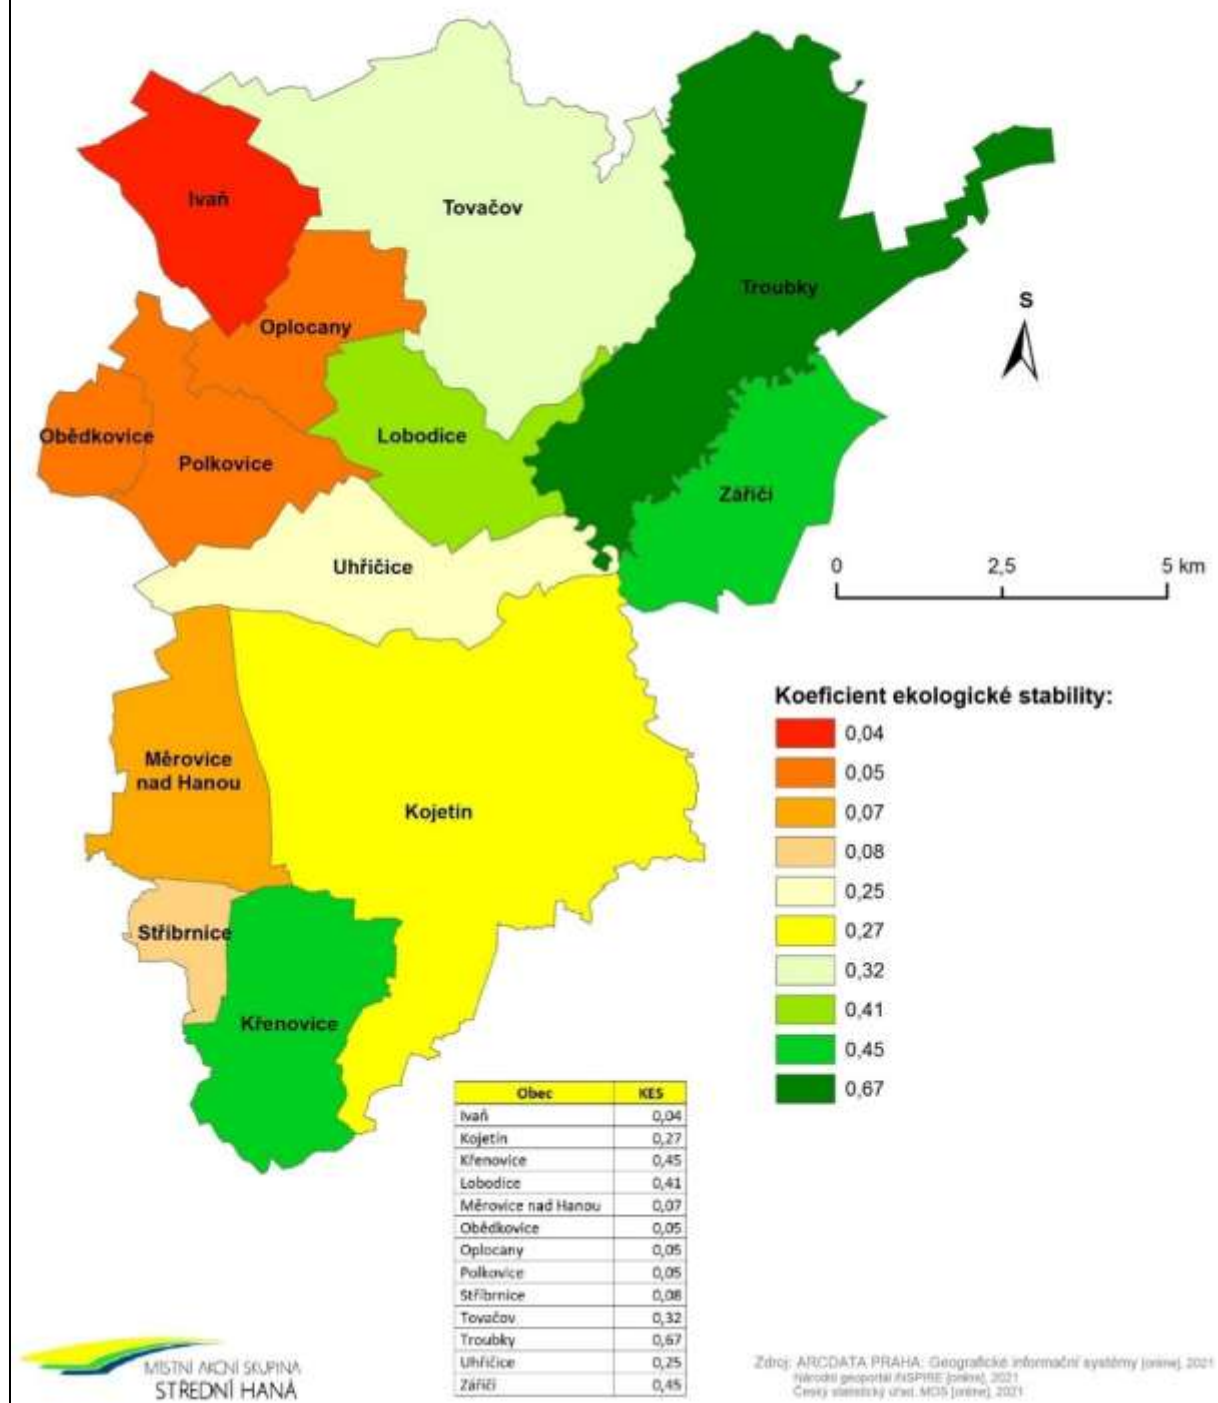 Ivaň
Tovačov
Troubky
S
Oplocany
Obědkovice
Polkovice
Lobodice
Záříčí
Uhřičice
0 2,5 5 km
Koeficient ekologické stability:
0,04
0,05
0,07
0,08
0,25
0,27
0,32
0,41
0,45
0,67
Měrovice
nad Hanou
Kojetín
Stříbrnice
Křenovice
Obec KES
Ivaň 0,04
Kojetín 0,27
Křenovice 0,45
Lobodice 0,41
Měrovice nad Hanou 0,07
Obědkovice 0,05
Oplocany 0,05
Polkovice 0,05
Stříbrnice 0,08
Tovačov 0,32
Troubky 0,67
Uhřičice 0,25
Záříčí 0,45
MÍSTNÍ AKČNÍ SKUPINA
STŘEDNÍ HANÁ
Zdroj: ARCDATA PRAHA: Geografické informační systémy [online], 2021
Národní geoportál INSPIRE [online], 2021
Český statistický úřad, MOS [online], 2021